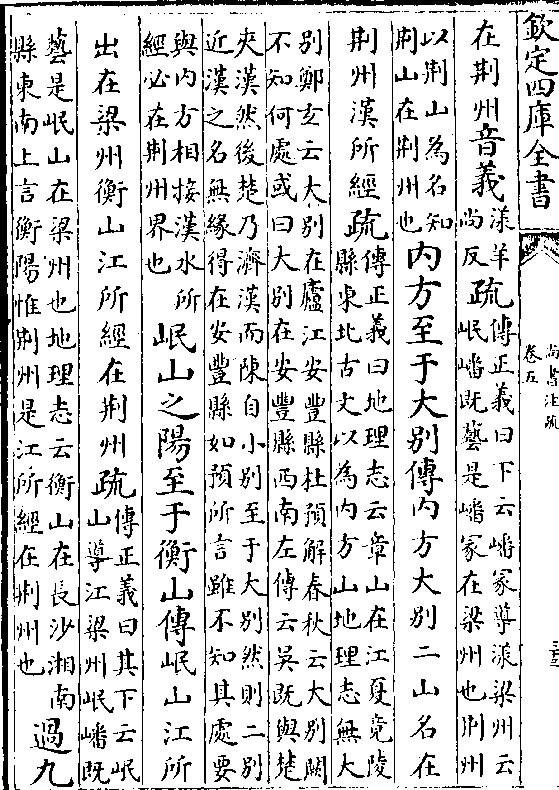 欽定四庫全書
尚書注疏
卷五
在荆州音義漾羊尚反疏傳正義曰下云嶓冢導漾梁州云岷嶓既藝是嶓冢在梁州也荆州
以荆山為名知荆山在荆州也内方至于大别傳内方大别二山名在
荆州漢所經疏傳正義曰地理志云章山在江夏竟陵縣東北古文以為内方山地理志無大
别鄭𤣥云大别在廬江安豐縣杜預解春秋云大别闕不知何處或曰大别在安豐縣西南左傳云吳既與楚
夾漢然後楚乃濟漢而陳自小别至于大别然則二别近漢之名無緣得在安豐縣如預所言雖不知其處要
與内方相接漢水所經必在荆州界也岷山之陽至于衡山傳岷山江所
出在梁州衡山江所經在荆州疏傳正義曰其下云岷山導江梁州岷嶓既
藝是岷山在梁州也地理志云衡山在長沙湘南縣東南上言衡陽惟荆州是江所經在荆州也過九